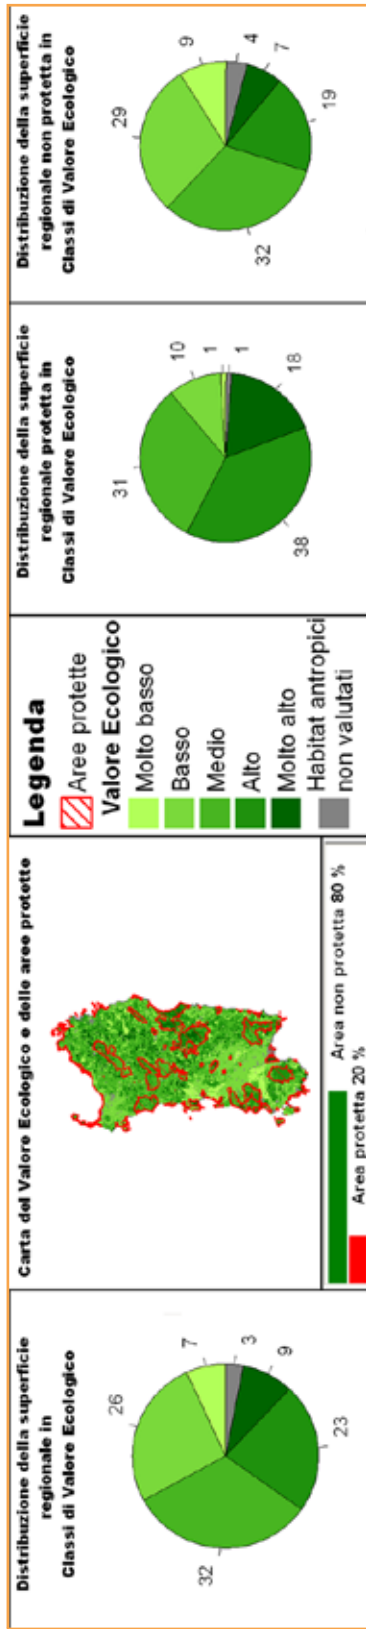 Distribuzione della superficie
regionale in
Classi di Valore Ecologico
7
26
32
23
9
3
Carta del Valore Ecologico e delle aree protette
Area non protetta 80 %
Area protetta 20 %
Legenda
Aree protette
Valore Ecologico
Molto basso
Basso
Medio
Alto
Molto alto
Habitat antropici
non valutati
Distribuzione della superficie
regionale protetta in
Classi di Valore Ecologico
1
10
31
38
18
1
Distribuzione della superficie
regionale non protetta in
Classi di Valore Ecologico
9
29
32
19
7
4